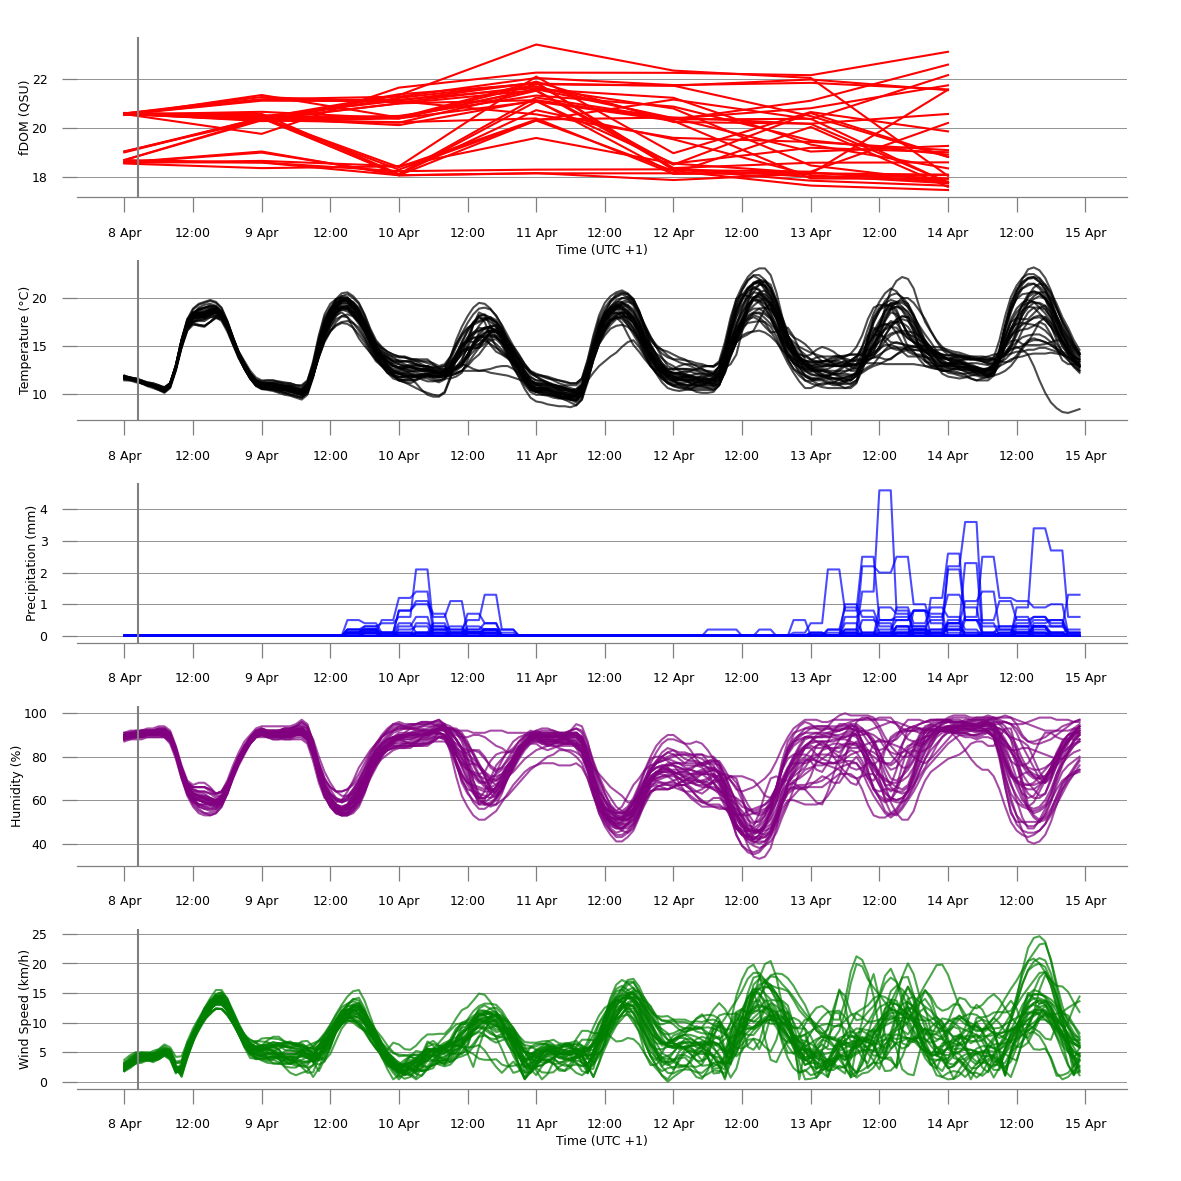 fDOM (QSU)
22
20
18
8 Apr 12:00 9 Apr 12:00 10 Apr 12:00 11 Apr 12:00 12 Apr 12:00 13 Apr 12:00 14 Apr 12:00 15 Apr
Time (UTC +1)
Temperature (°C)
20
15
10
8 Apr 12:00 9 Apr 12:00 10 Apr 12:00 11 Apr 12:00 12 Apr 12:00 13 Apr 12:00 14 Apr 12:00 15 Apr
Precipitation (mm)
4
3
2
1
0
8 Apr 12:00 9 Apr 12:00 10 Apr 12:00 11 Apr 12:00 12 Apr 12:00 13 Apr 12:00 14 Apr 12:00 15 Apr
Humidity (%)
100
80
60
40
8 Apr 12:00 9 Apr 12:00 10 Apr 12:00 11 Apr 12:00 12 Apr 12:00 13 Apr 12:00 14 Apr 12:00 15 Apr
Wind Speed (km/h)
25
20
15
10
5
0
8 Apr 12:00 9 Apr 12:00 10 Apr 12:00 11 Apr 12:00 12 Apr 12:00 13 Apr 12:00 14 Apr 12:00 15 Apr
Time (UTC +1)